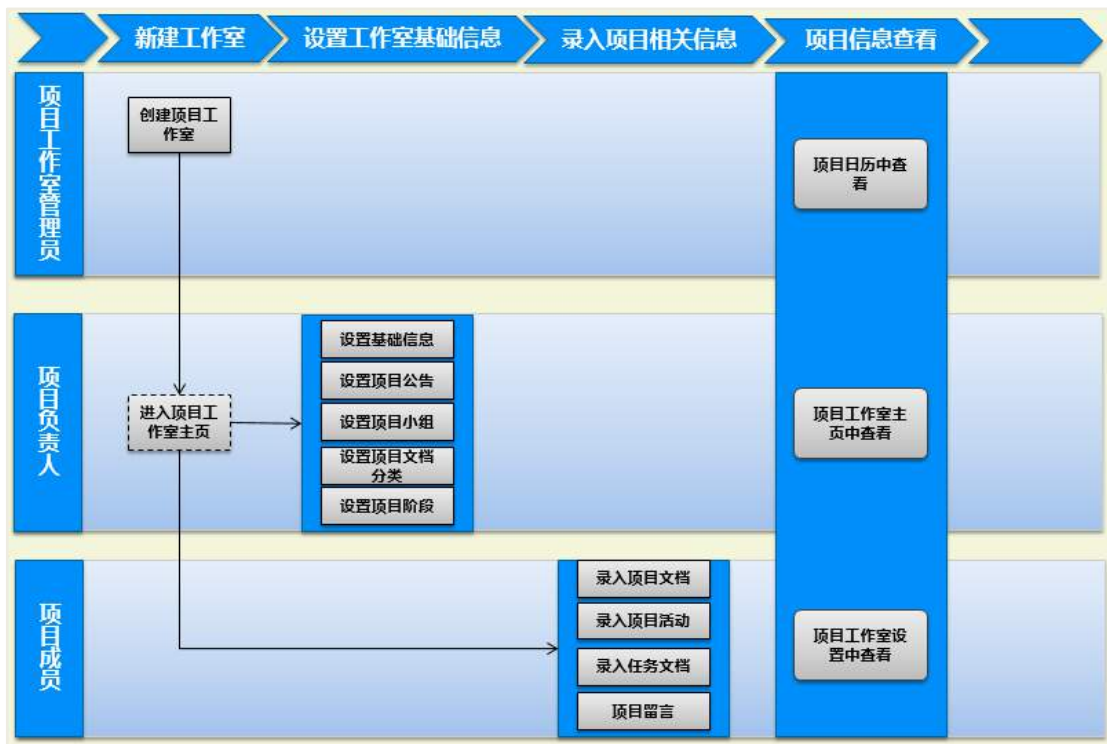 新建工作室
设置工作室基础信息
录入项目相关信息
项目信息查看
项目工作室管理员
创建项目工
作室
项目日历中查
看
项目负责人
进入项目工
作室主页
设置基础信息
设置项目公告
设置项目小组
设置项目文档
分类
设置项目阶段
项目工作室主
页中查看
项目成员
录入项目文档
录入项目活动
录入任务文档
项目留言
项目工作室设
置中查看